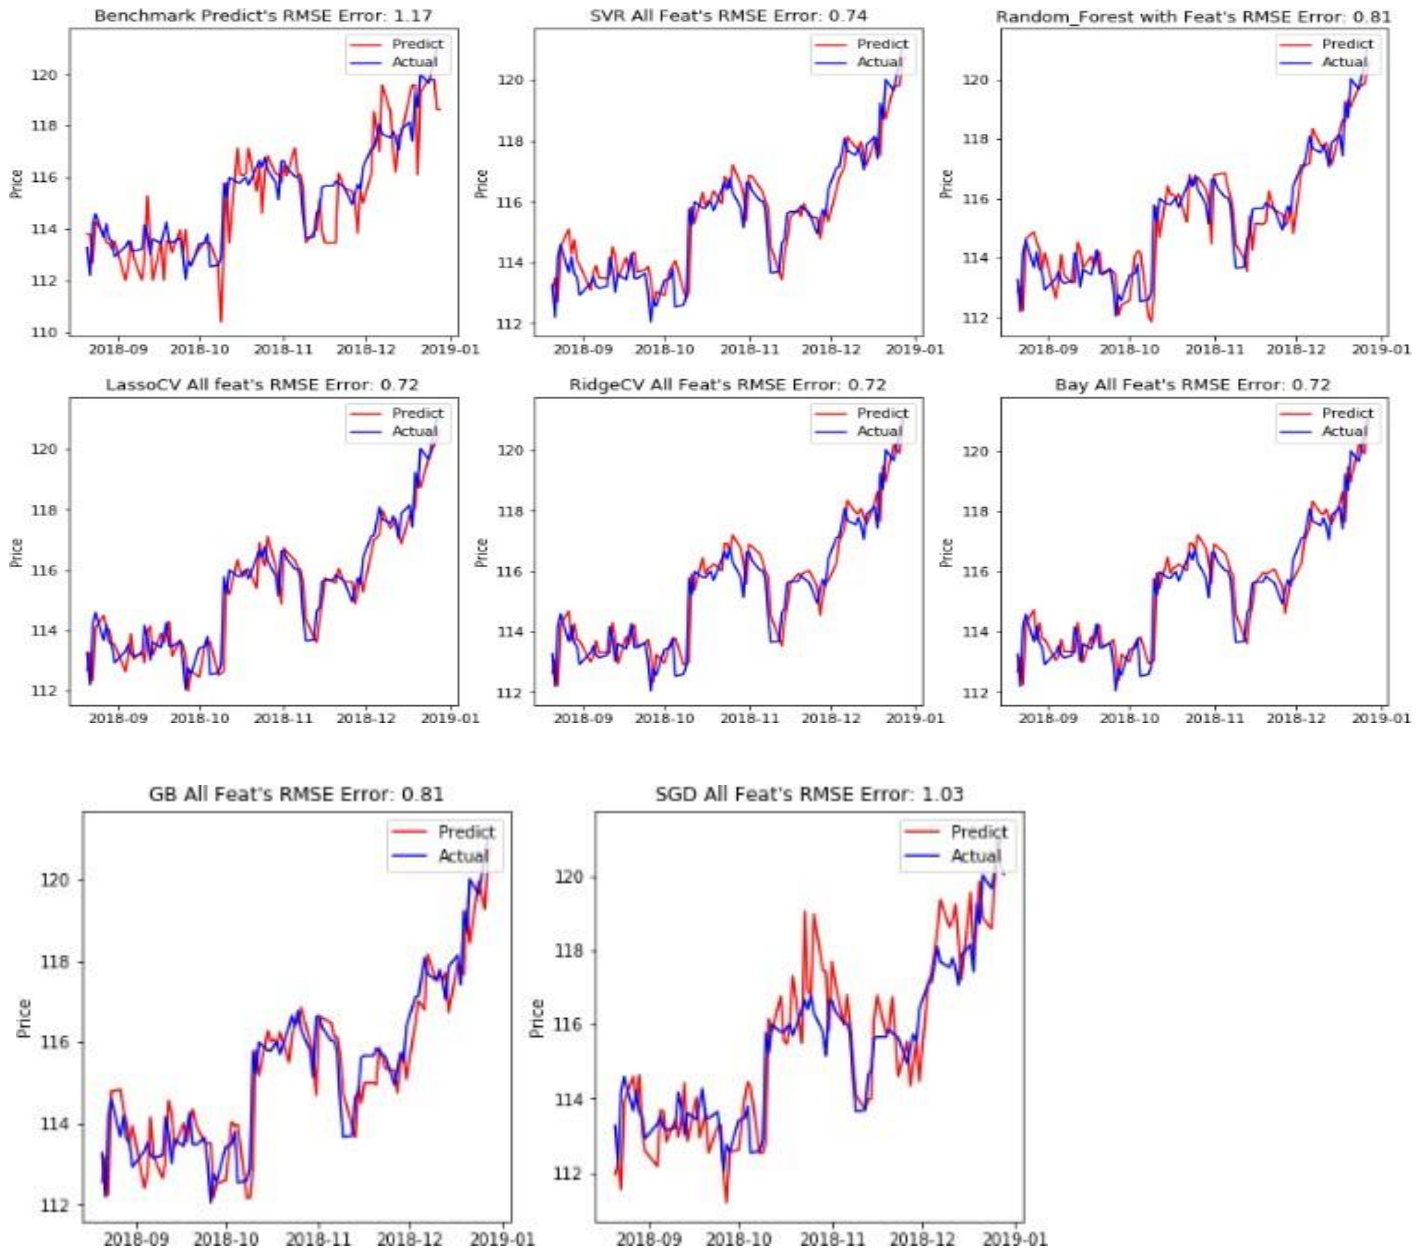 Benchmark Predict's RMSE Error: 1.17
Predict
Actual
Price
120
118
116
114
112
110
2018-09 2018-10 2018-11 2018-12 2019-01
SVR All Feat's RMSE Error: 0.74
Predict
Actual
Price
120
118
116
114
112
2018-09 2018-10 2018-11 2018-12 2019-01
Random_Forest with Feat's RMSE Error: 0.81
Predict
Actual
Price
120
118
116
114
112
2018-09 2018-10 2018-11 2018-12 2019-01
LassoCV All feat's RMSE Error: 0.72
Predict
Actual
Price
120
118
116
114
112
2018-09 2018-10 2018-11 2018-12 2019-01
RidgeCV All Feat's RMSE Error: 0.72
Predict
Actual
Price
120
118
116
114
112
2018-09 2018-10 2018-11 2018-12 2019-01
Bay All Feat's RMSE Error: 0.72
Predict
Actual
Price
120
118
116
114
112
2018-09 2018-10 2018-11 2018-12 2019-01
GB All Feat's RMSE Error: 0.81
Predict
Actual
Price
120
118
116
114
112
2018-09 2018-10 2018-11 2018-12 2019-01
SGD All Feat's RMSE Error: 1.03
Predict
Actual
Price
120
118
116
114
112
2018-09 2018-10 2018-11 2018-12 2019-01